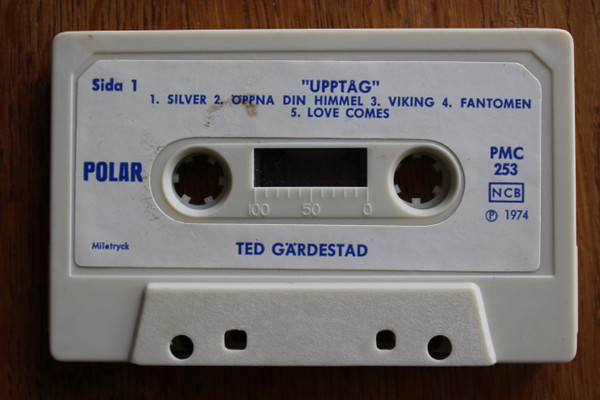 Sida 1
"UPPTÅG"
1. SILVER 2. ÖPPNA DIN HIMMEL 3. VIKING 4. FANTOMEN
5. LOVE COMES
POLAR
PMC
253
NCB
100 50 0
Ⓟ 1974
Miletryck
TED GÄRDESTAD